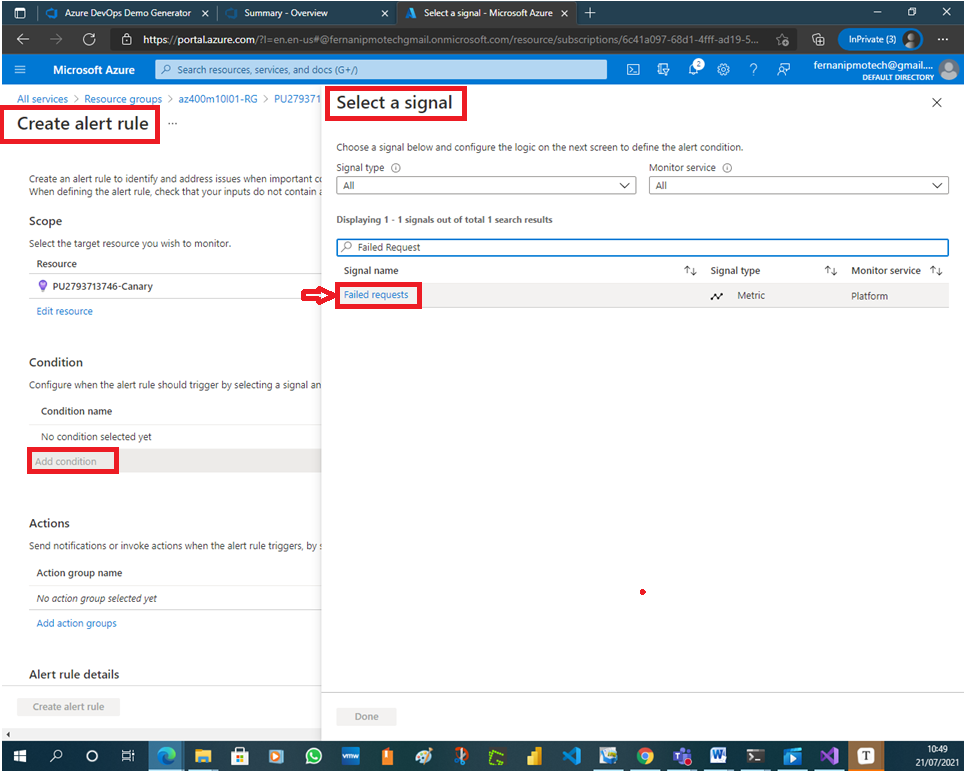 Azure DevOps Demo Generator
Summary - Overview
Select a signal - Microsoft Azure
https://portal.azure.com/?l=en.en-us#@fernanipmotechgmail.onmicrosoft.com/resource/subscriptions/6c41a097-68d1-4fff-ad19-5...
InPrivate (3)
Microsoft Azure
Search resources, services, and docs (G+/)
2
fernanipmotech@gmail....
DEFAULT DIRECTORY
All services > Resource groups > az400m10l01-RG > PU279371
Create alert rule ...
Create an alert rule to identify and address issues when important co
When defining the alert rule, check that your inputs do not contain a
Scope
Select the target resource you wish to monitor.
Resource
PU2793713746-Canary
Edit resource
Condition
Configure when the alert rule should trigger by selecting a signal an
Condition name
No condition selected yet
Add condition
Actions
Send notifications or invoke actions when the alert rule triggers, by s
Action group name
No action group selected yet
Add action groups
Alert rule details
Create alert rule
Select a signal
Choose a signal below and configure the logic on the next screen to define the alert condition.
Signal type
Monitor service
All
All
Displaying 1 - 1 signals out of total 1 search results
Failed Request
Signal name
Signal type
Monitor service
Failed requests
Metric
Platform
Done
vmw
W
T
10:49
21/07/2021